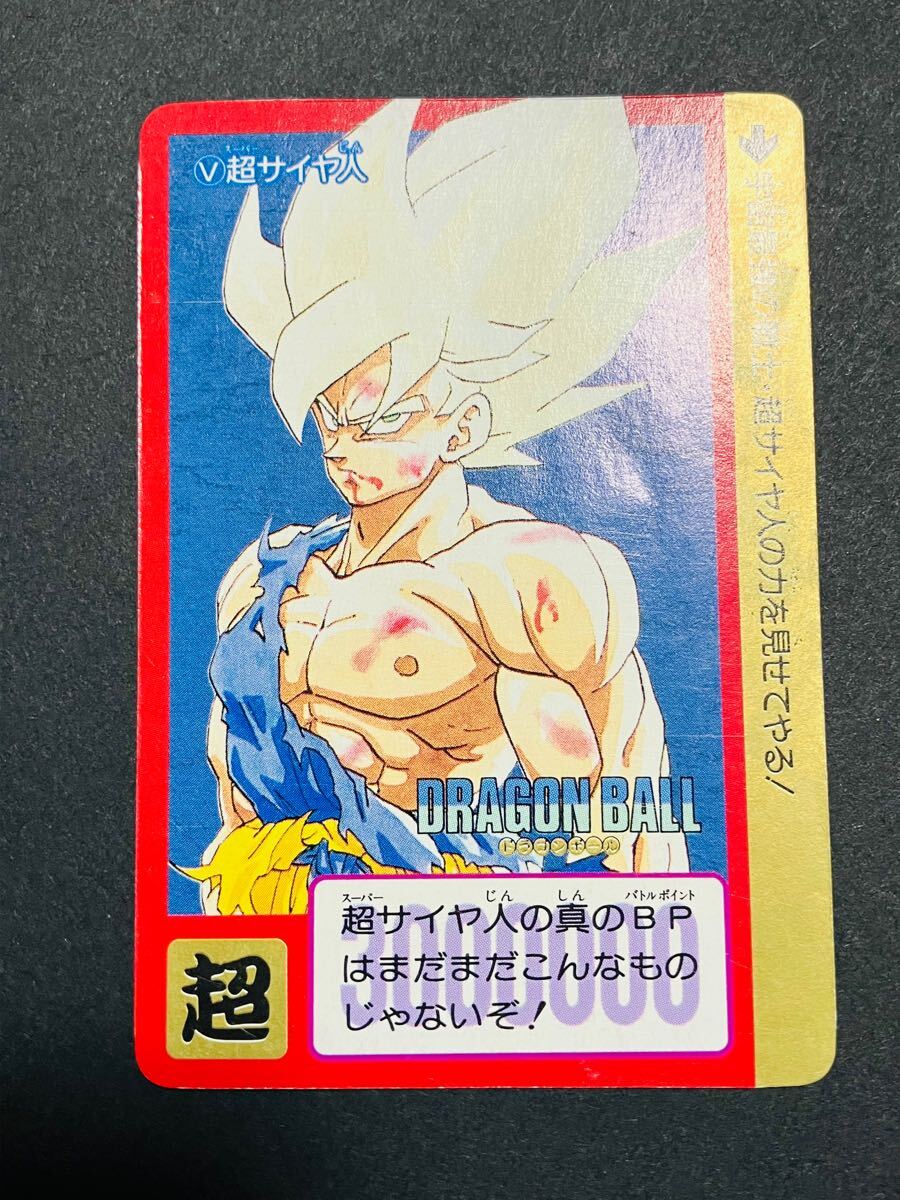 スーパー じん
Ⓥ超サイヤ人
➔宇宙最強の戦士・超サイヤ人の力を見せてやる!
DRAGON BALL
ドラゴンボール
スーパー じん しん バトルポイント
超サイヤ人の真のBP
はまだまだこんなもの
じゃないぞ!
3000000
超